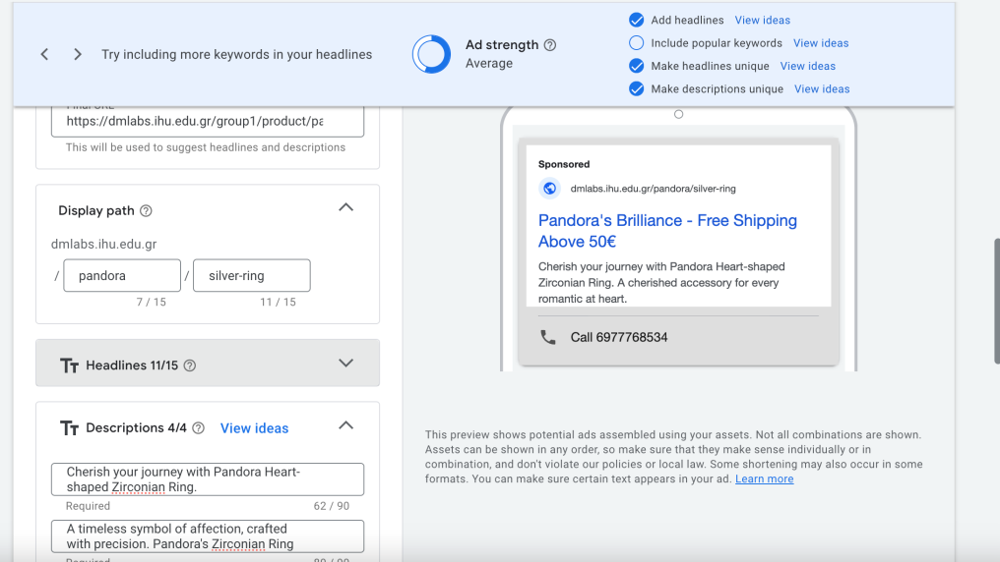 Try including more keywords in your headlines
Ad strength
Average
Add headlines View ideas
Include popular keywords View ideas
Make headlines unique View ideas
Make descriptions unique View ideas
Final URL
https://dmlabs.ihu.edu.gr/group1/product/pa
This will be used to suggest headlines and descriptions
Display path
dmlabs.ihu.edu.gr
/ pandora / silver-ring
7 / 15 11 / 15
Headlines 11/15
Descriptions 4/4 View ideas
Cherish your journey with Pandora Heart-
shaped Zirconian Ring.
Required 62 / 90
A timeless symbol of affection, crafted
with precision. Pandora's Zirconian Ring
Required 80 / 90
Sponsored
dmlabs.ihu.edu.gr/pandora/silver-ring
Pandora's Brilliance - Free Shipping
Above 50€
Cherish your journey with Pandora Heart-shaped
Zirconian Ring. A cherished accessory for every
romantic at heart.
Call 6977768534
This preview shows potential ads assembled using your assets. Not all combinations are shown.
Assets can be shown in any order, so make sure that they make sense individually or in
combination, and don't violate our policies or local law. Some shortening may also occur in some
formats. You can make sure certain text appears in your ad. Learn more